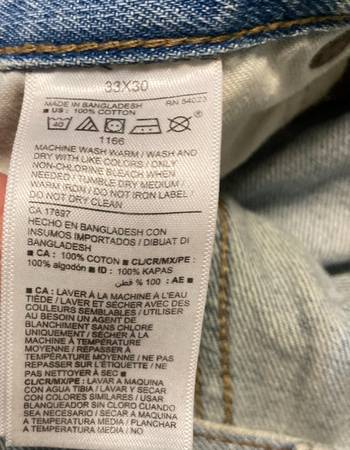 33X30
MADE IN BANGLADESH RN 54023
■ US: 100% COTTON
40
®
1166
MACHINE WASH WARM / WASH AND
DRY WITH LIKE COLORS / ONLY
NON-CHLORINE BLEACH WHEN
NEEDED / TUMBLE DRY MEDIUM /
WARM IRON / DO NOT IRON LABEL /
DO NOT DRY CLEAN
CA 17897
HECHO EN BANGLADESH CON
INSUMOS IMPORTADOS / DIBUAT DI
BANGLADESH
■ CA: 100% COTON ■ CL/CR/MX/PE:
100% algodón ■ ID: 100% KAPAS
■ AE: 100 % قطن
■ CA: LAVER À LA MACHINE À L'EAU
TIÈDE / LAVER ET SÉCHER AVEC DES
COULEURS SEMBLABLES / UTILISER
AU BESOIN UN AGENT DE
BLANCHIMENT SANS CHLORE
UNIQUEMENT / SÉCHER À LA
MACHINE À TEMPÉRATURE
MOYENNE / REPASSER À
TEMPÉRATURE MOYENNE / NE PAS
REPASSER SUR L'ÉTIQUETTE / NE
PAS NETTOYER À SEC ■
CL/CR/MX/PE: LAVAR A MAQUINA
CON AGUA TIBIA / LAVAR Y SECAR
CON COLORES SIMILARES / USAR
BLANQUEADOR SIN CLORO CUANDO
SEA NECESARIO / SECAR A MAQUINA
A TEMPERATURA MEDIA / PLANCHAR
A TEMPERATURA MEDIA / NO